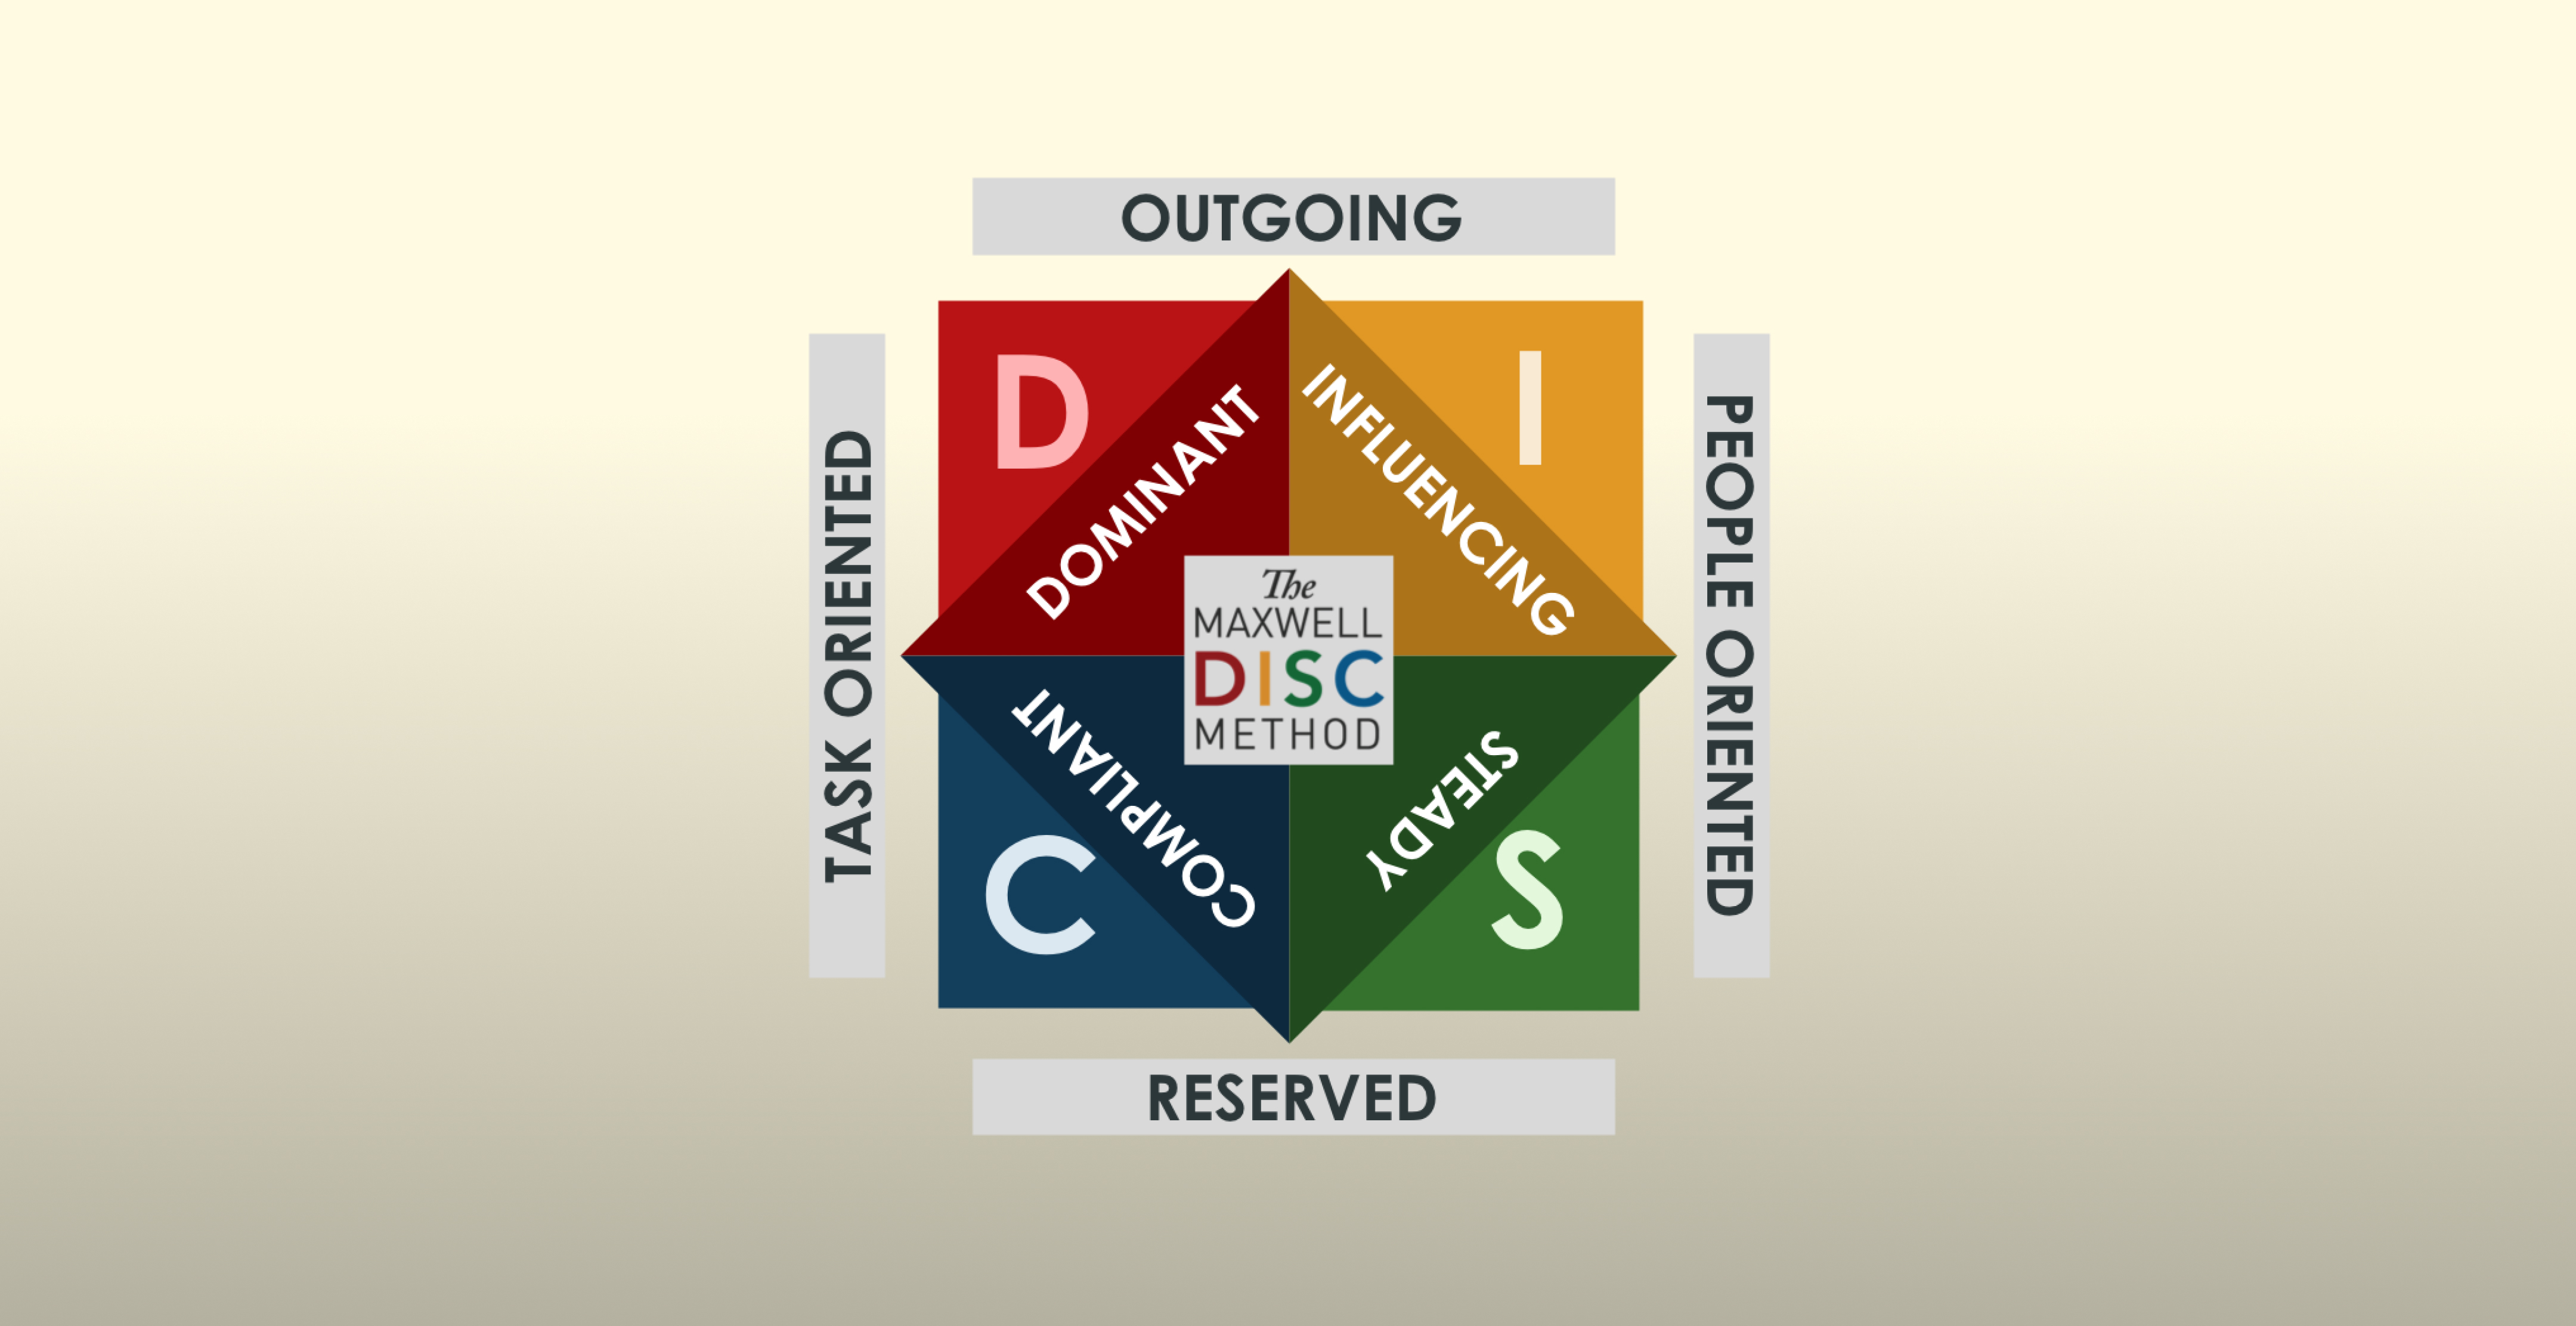 OUTGOING
D
I
DOMINANT
INFLUENCING
TASK ORIENTED
PEOPLE ORIENTED
The
MAXWELL
DISC
METHOD
COMPLIANT
STEADY
C
S
RESERVED